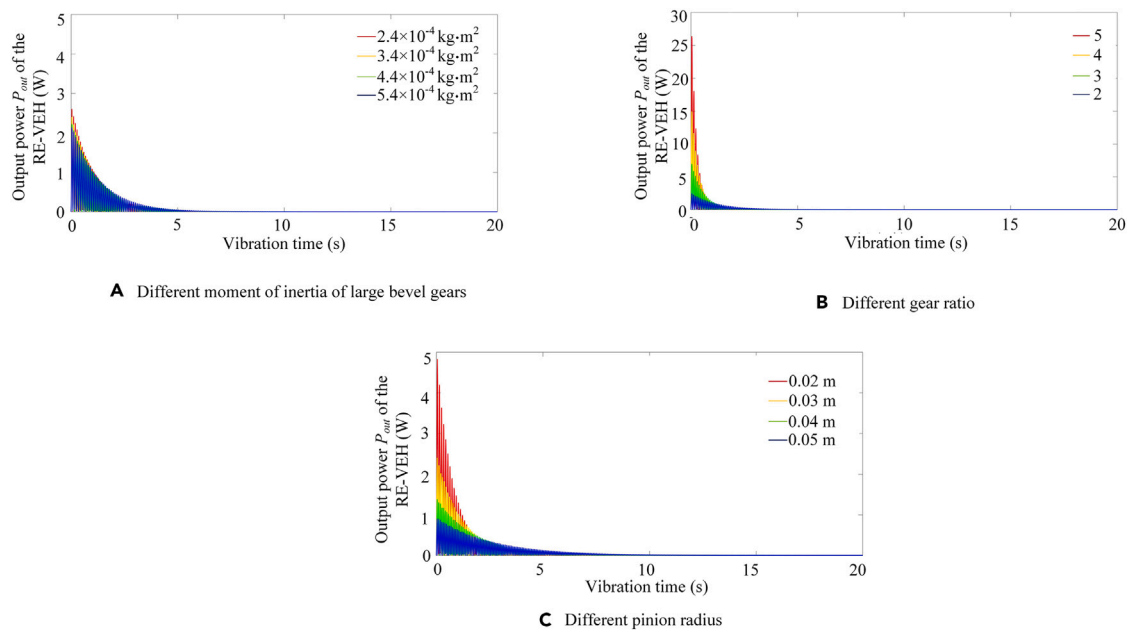 Output power P_out of the
RE-VEH (W)
5
4
3
2
1
0
2.4×10⁻⁴ kg·m²
3.4×10⁻⁴ kg·m²
4.4×10⁻⁴ kg·m²
5.4×10⁻⁴ kg·m²
0 5 10 15 20
Vibration time (s)
A Different moment of inertia of large bevel gears
Output power P_out of the
RE-VEH (W)
30
25
20
15
10
5
0
5
4
3
2
0 5 10 15 20
Vibration time (s)
B Different gear ratio
Output power P_out of the
RE-VEH (W)
5
4
3
2
1
0
0.02 m
0.03 m
0.04 m
0.05 m
0 5 10 15 20
Vibration time (s)
C Different pinion radius